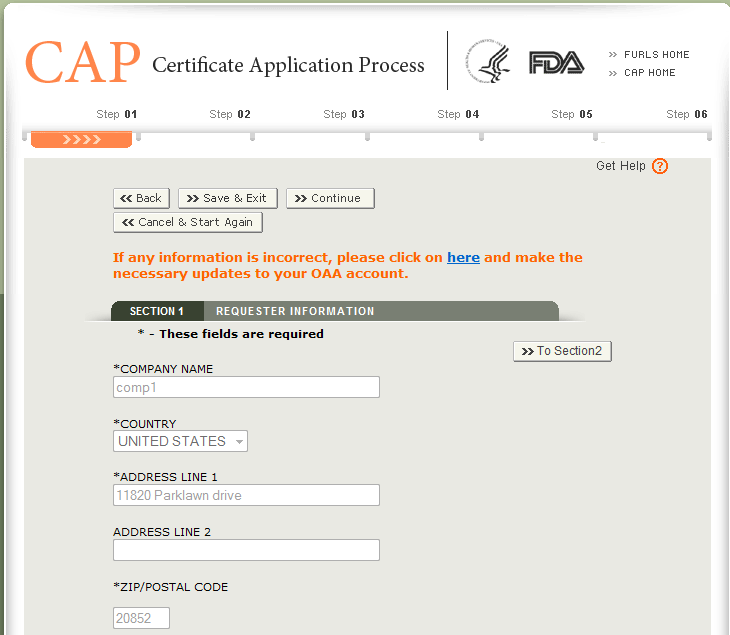 CAP Certificate Application Process
FDA
>> FURLS HOME
>> CAP HOME
Step 01 Step 02 Step 03 Step 04 Step 05 Step 06
>>>>
Get Help ?
<< Back >> Save & Exit >> Continue
<< Cancel & Start Again
If any information is incorrect, please click on here and make the
necessary updates to your OAA account.
SECTION 1 REQUESTER INFORMATION
* - These fields are required
>> To Section2
*COMPANY NAME
comp1
*COUNTRY
UNITED STATES
*ADDRESS LINE 1
11820 Parklawn drive
ADDRESS LINE 2
*ZIP/POSTAL CODE
20852